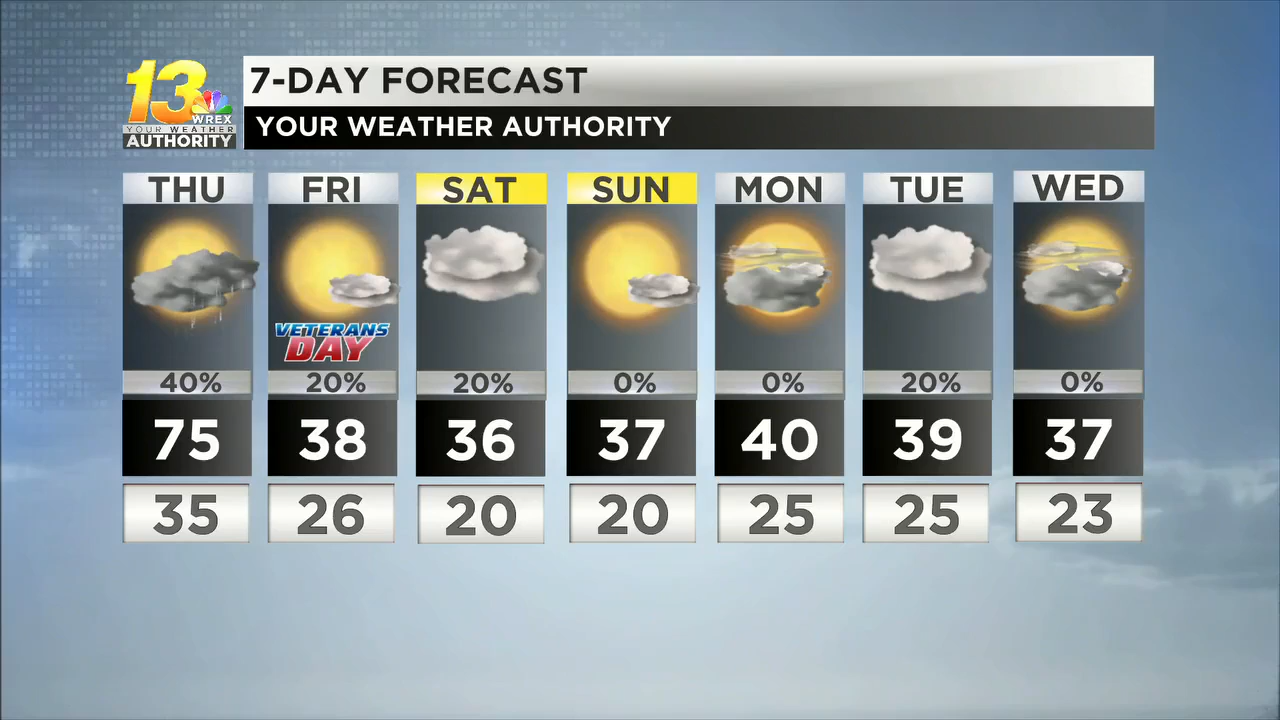 13
WREX
YOUR WEATHER
AUTHORITY
7-DAY FORECAST
YOUR WEATHER AUTHORITY
THU FRI SAT SUN MON TUE WED
VETERANS
DAY
40% 20% 20% 0% 0% 20% 0%
75 38 36 37 40 39 37
35 26 20 20 25 25 23